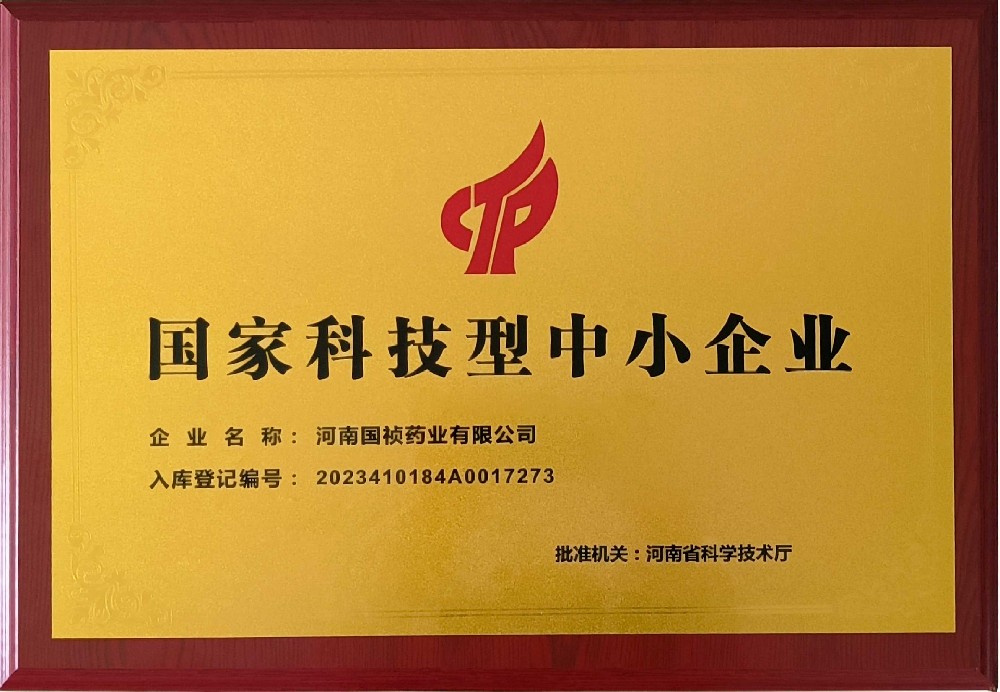 CTP
国家科技型中小企业
企业名称：河南国祯药业有限公司
入库登记编号：2023410184A0017273
批准机关：河南省科学技术厅